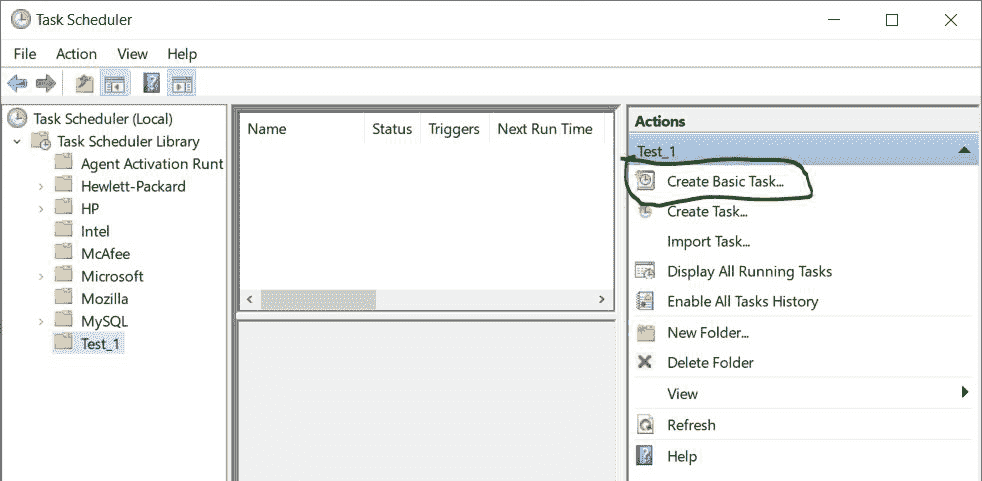 Task Scheduler
File Action View Help
Task Scheduler (Local)
Task Scheduler Library
Agent Activation Runt
Hewlett-Packard
HP
Intel
McAfee
Microsoft
Mozilla
MySQL
Test_1
Name Status Triggers Next Run Time
Actions
Test_1
Create Basic Task...
Create Task...
Import Task...
Display All Running Tasks
Enable All Tasks History
New Folder...
Delete Folder
View
Refresh
Help